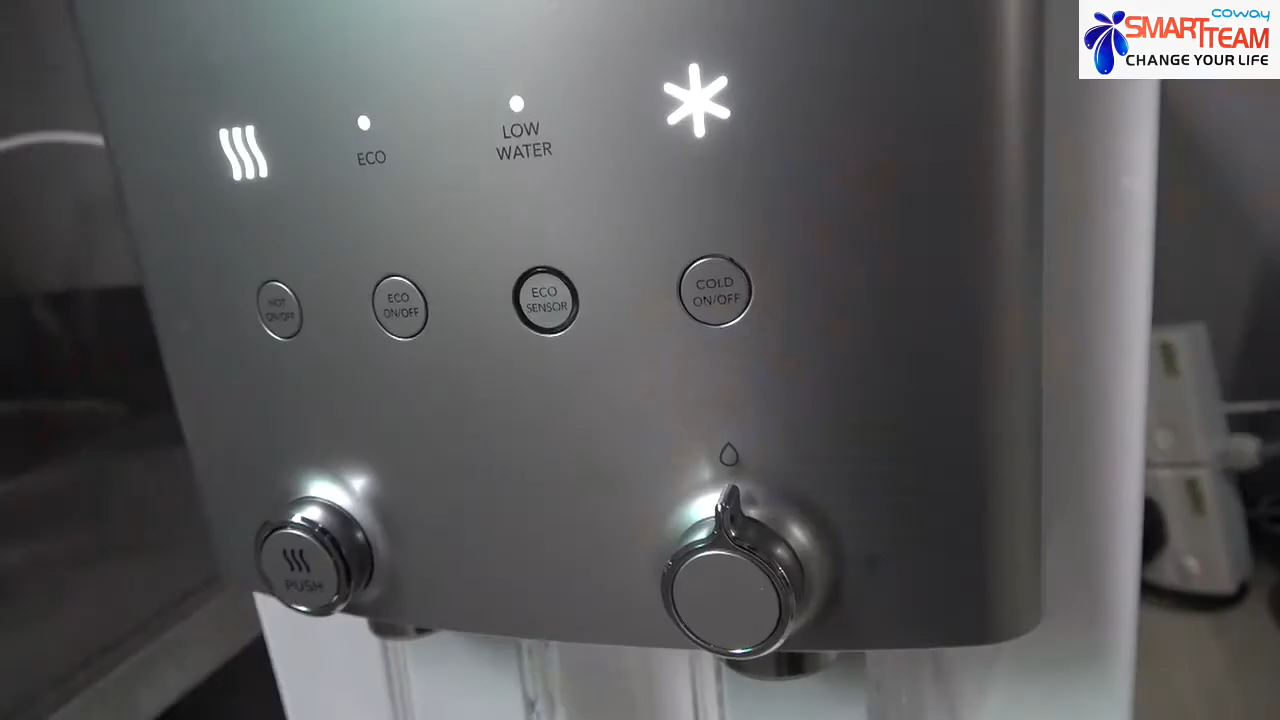 coway
SMART TEAM
CHANGE YOUR LIFE
ECO
LOW
WATER
HOT
ON/OFF
ECO
ON/OFF
ECO
SENSOR
COLD
ON/OFF
PUSH